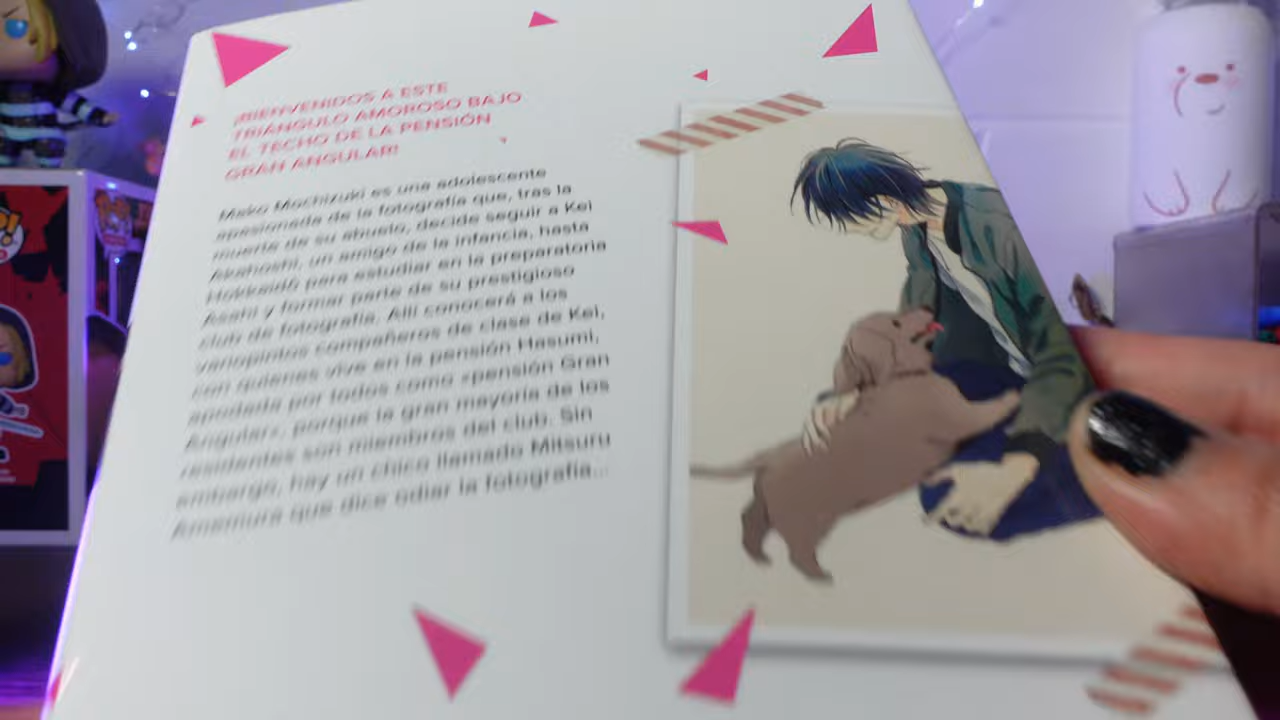 ¡BIENVENIDOS A ESTE
TRIÁNGULO AMOROSO BAJO
EL TECHO DE LA PENSIÓN
GRAN ANGULAR!
Mako Mochizuki es una adolescente
apasionada de la fotografía que, tras la
muerte de su abuelo, decide seguir a Kei
Akahoshi, un amigo de la infancia, hasta
Hokkaidō para estudiar en la preparatoria
Asahi y formar parte de su prestigioso
club de fotografía. Allí conocerá a los
variopintos compañeros de clase de Kei,
con quienes vive en la pensión Hasumi,
apodada por todos como «pensión Gran
Angular», porque la gran mayoría de los
residentes son miembros del club. Sin
embargo, hay un chico llamado Mitsuru
Amemura que dice odiar la fotografía...